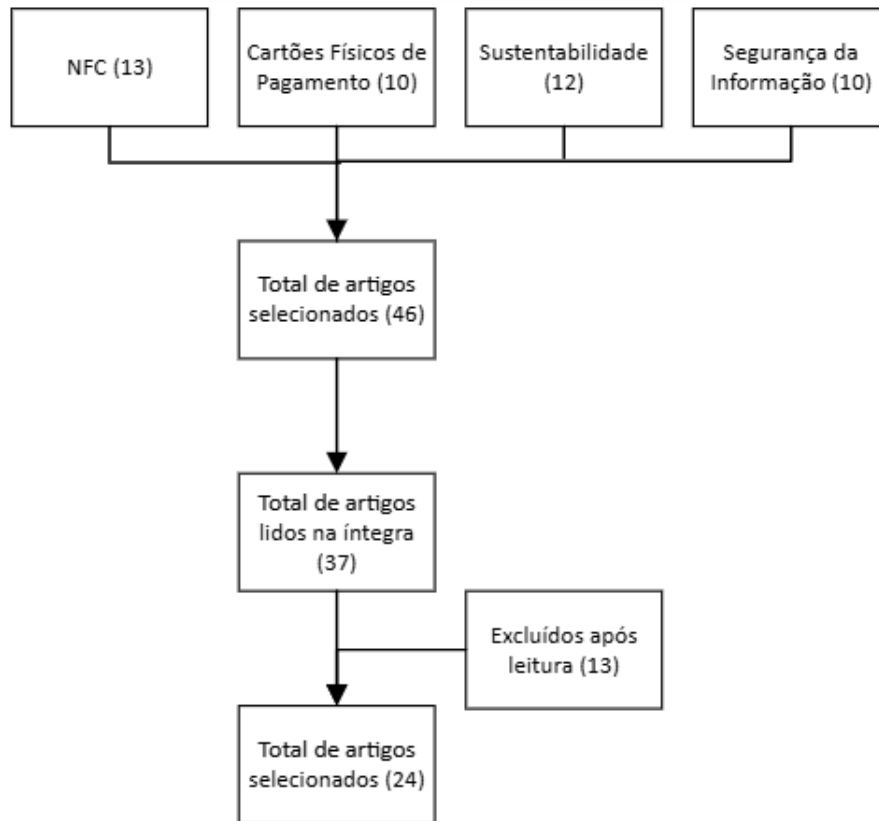 NFC (13)
Cartões Físicos de
Pagamento (10)
Sustentabilidade
(12)
Segurança da
Informação (10)
Total de artigos
selecionados (46)
Total de artigos
lidos na íntegra
(37)
Excluídos após
leitura (13)
Total de artigos
selecionados (24)